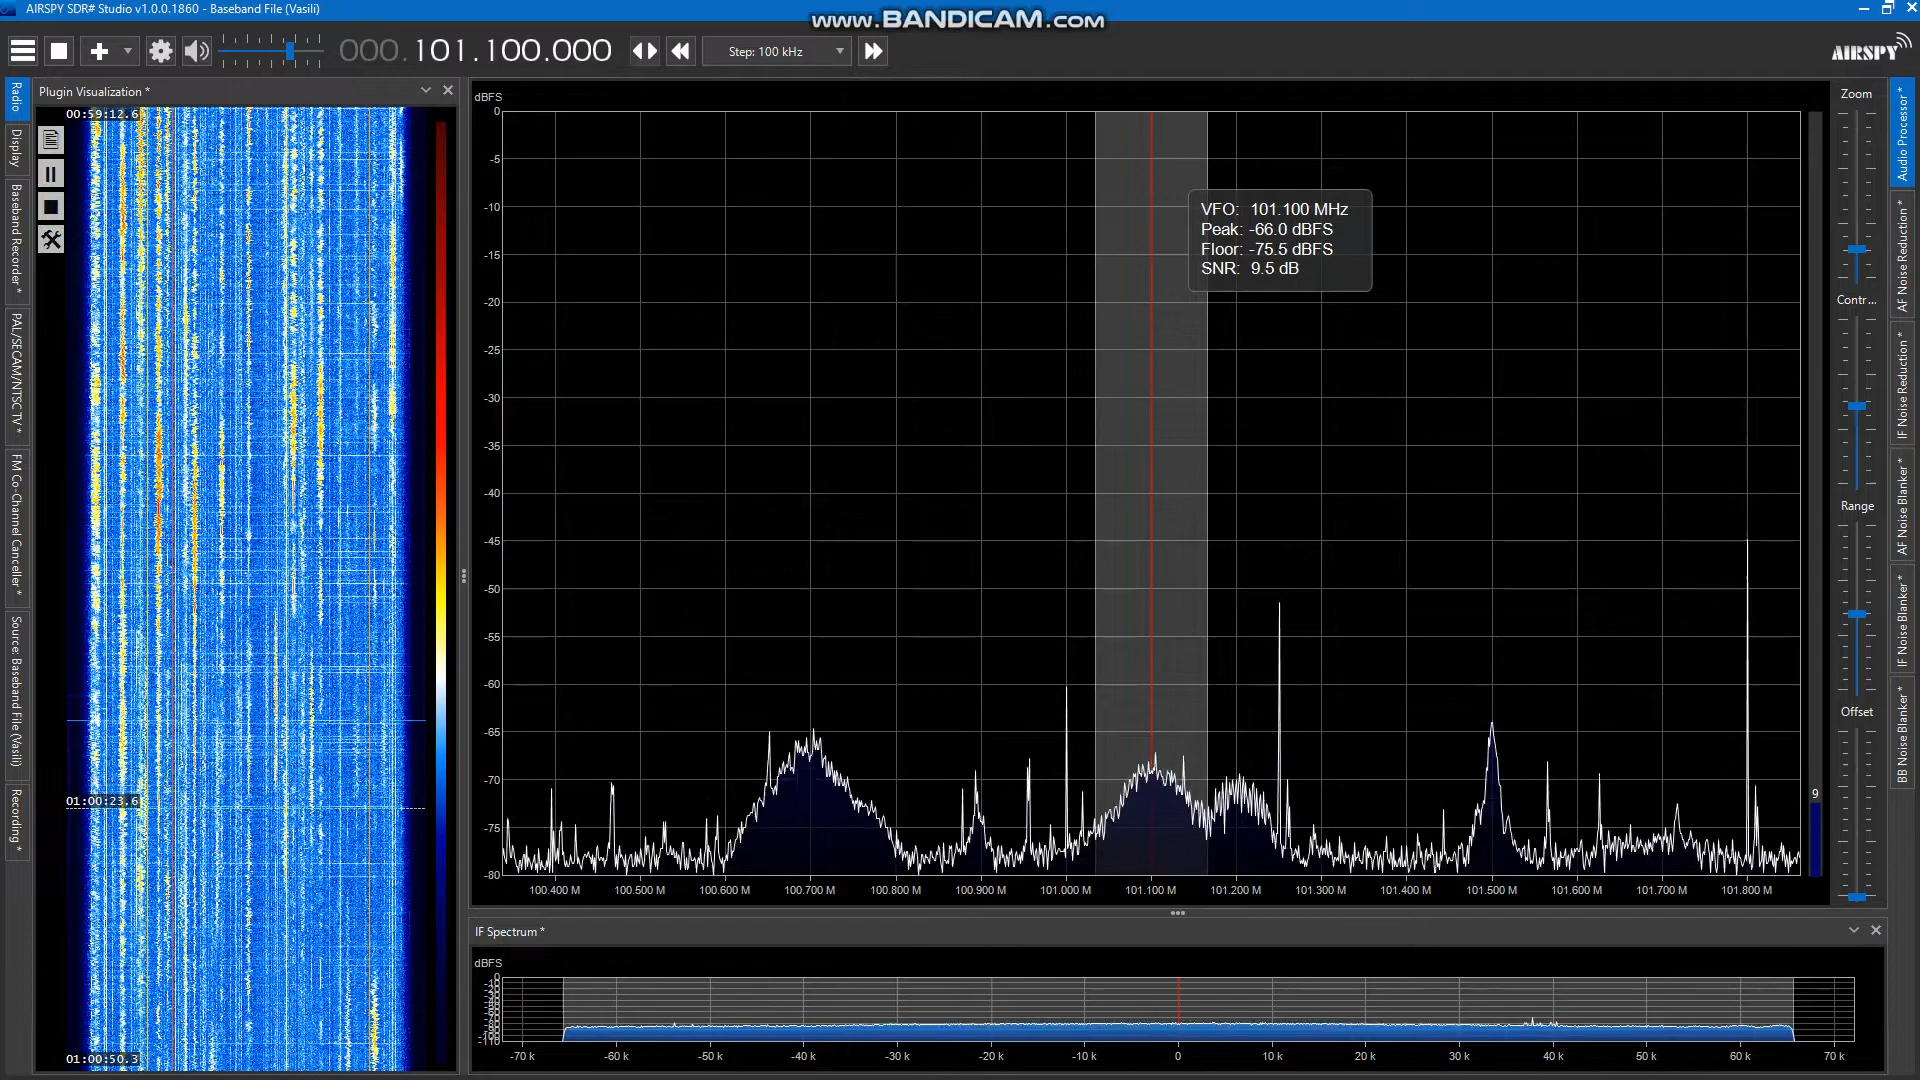 AIRSPY SDR# Studio v1.0.0.1860 - Baseband File (Vasili)
www.BANDICAM.com
000.101.100.000
Step: 100 kHz
AIRSPY
Radio
Display
Baseband Recorder *
PAL/SECAM/NTSC TV *
FM Co-Channel Canceller *
Source: Baseband File (Vasili)
Recording *
Plugin Visualization *
00:59:12.6
01:00:23.6
01:00:50.3
dBFS
0
-5
-10
-15
-20
-25
-30
-35
-40
-45
-50
-55
-60
-65
-70
-75
-80
VFO: 101.100 MHz
Peak: -66.0 dBFS
Floor: -75.5 dBFS
SNR: 9.5 dB
9
100.400 M 100.500 M 100.600 M 100.700 M 100.800 M 100.900 M 101.000 M 101.100 M 101.200 M 101.300 M 101.400 M 101.500 M 101.600 M 101.700 M 101.800 M
Zoom
Contr...
Range
Offset
Audio Processor *
AF Noise Reduction *
IF Noise Reduction *
AF Noise Blanker *
IF Noise Blanker *
BB Noise Blanker *
IF Spectrum *
dBFS
0
-110
-70 k -60 k -50 k -40 k -30 k -20 k -10 k 0 10 k 20 k 30 k 40 k 50 k 60 k 70 k